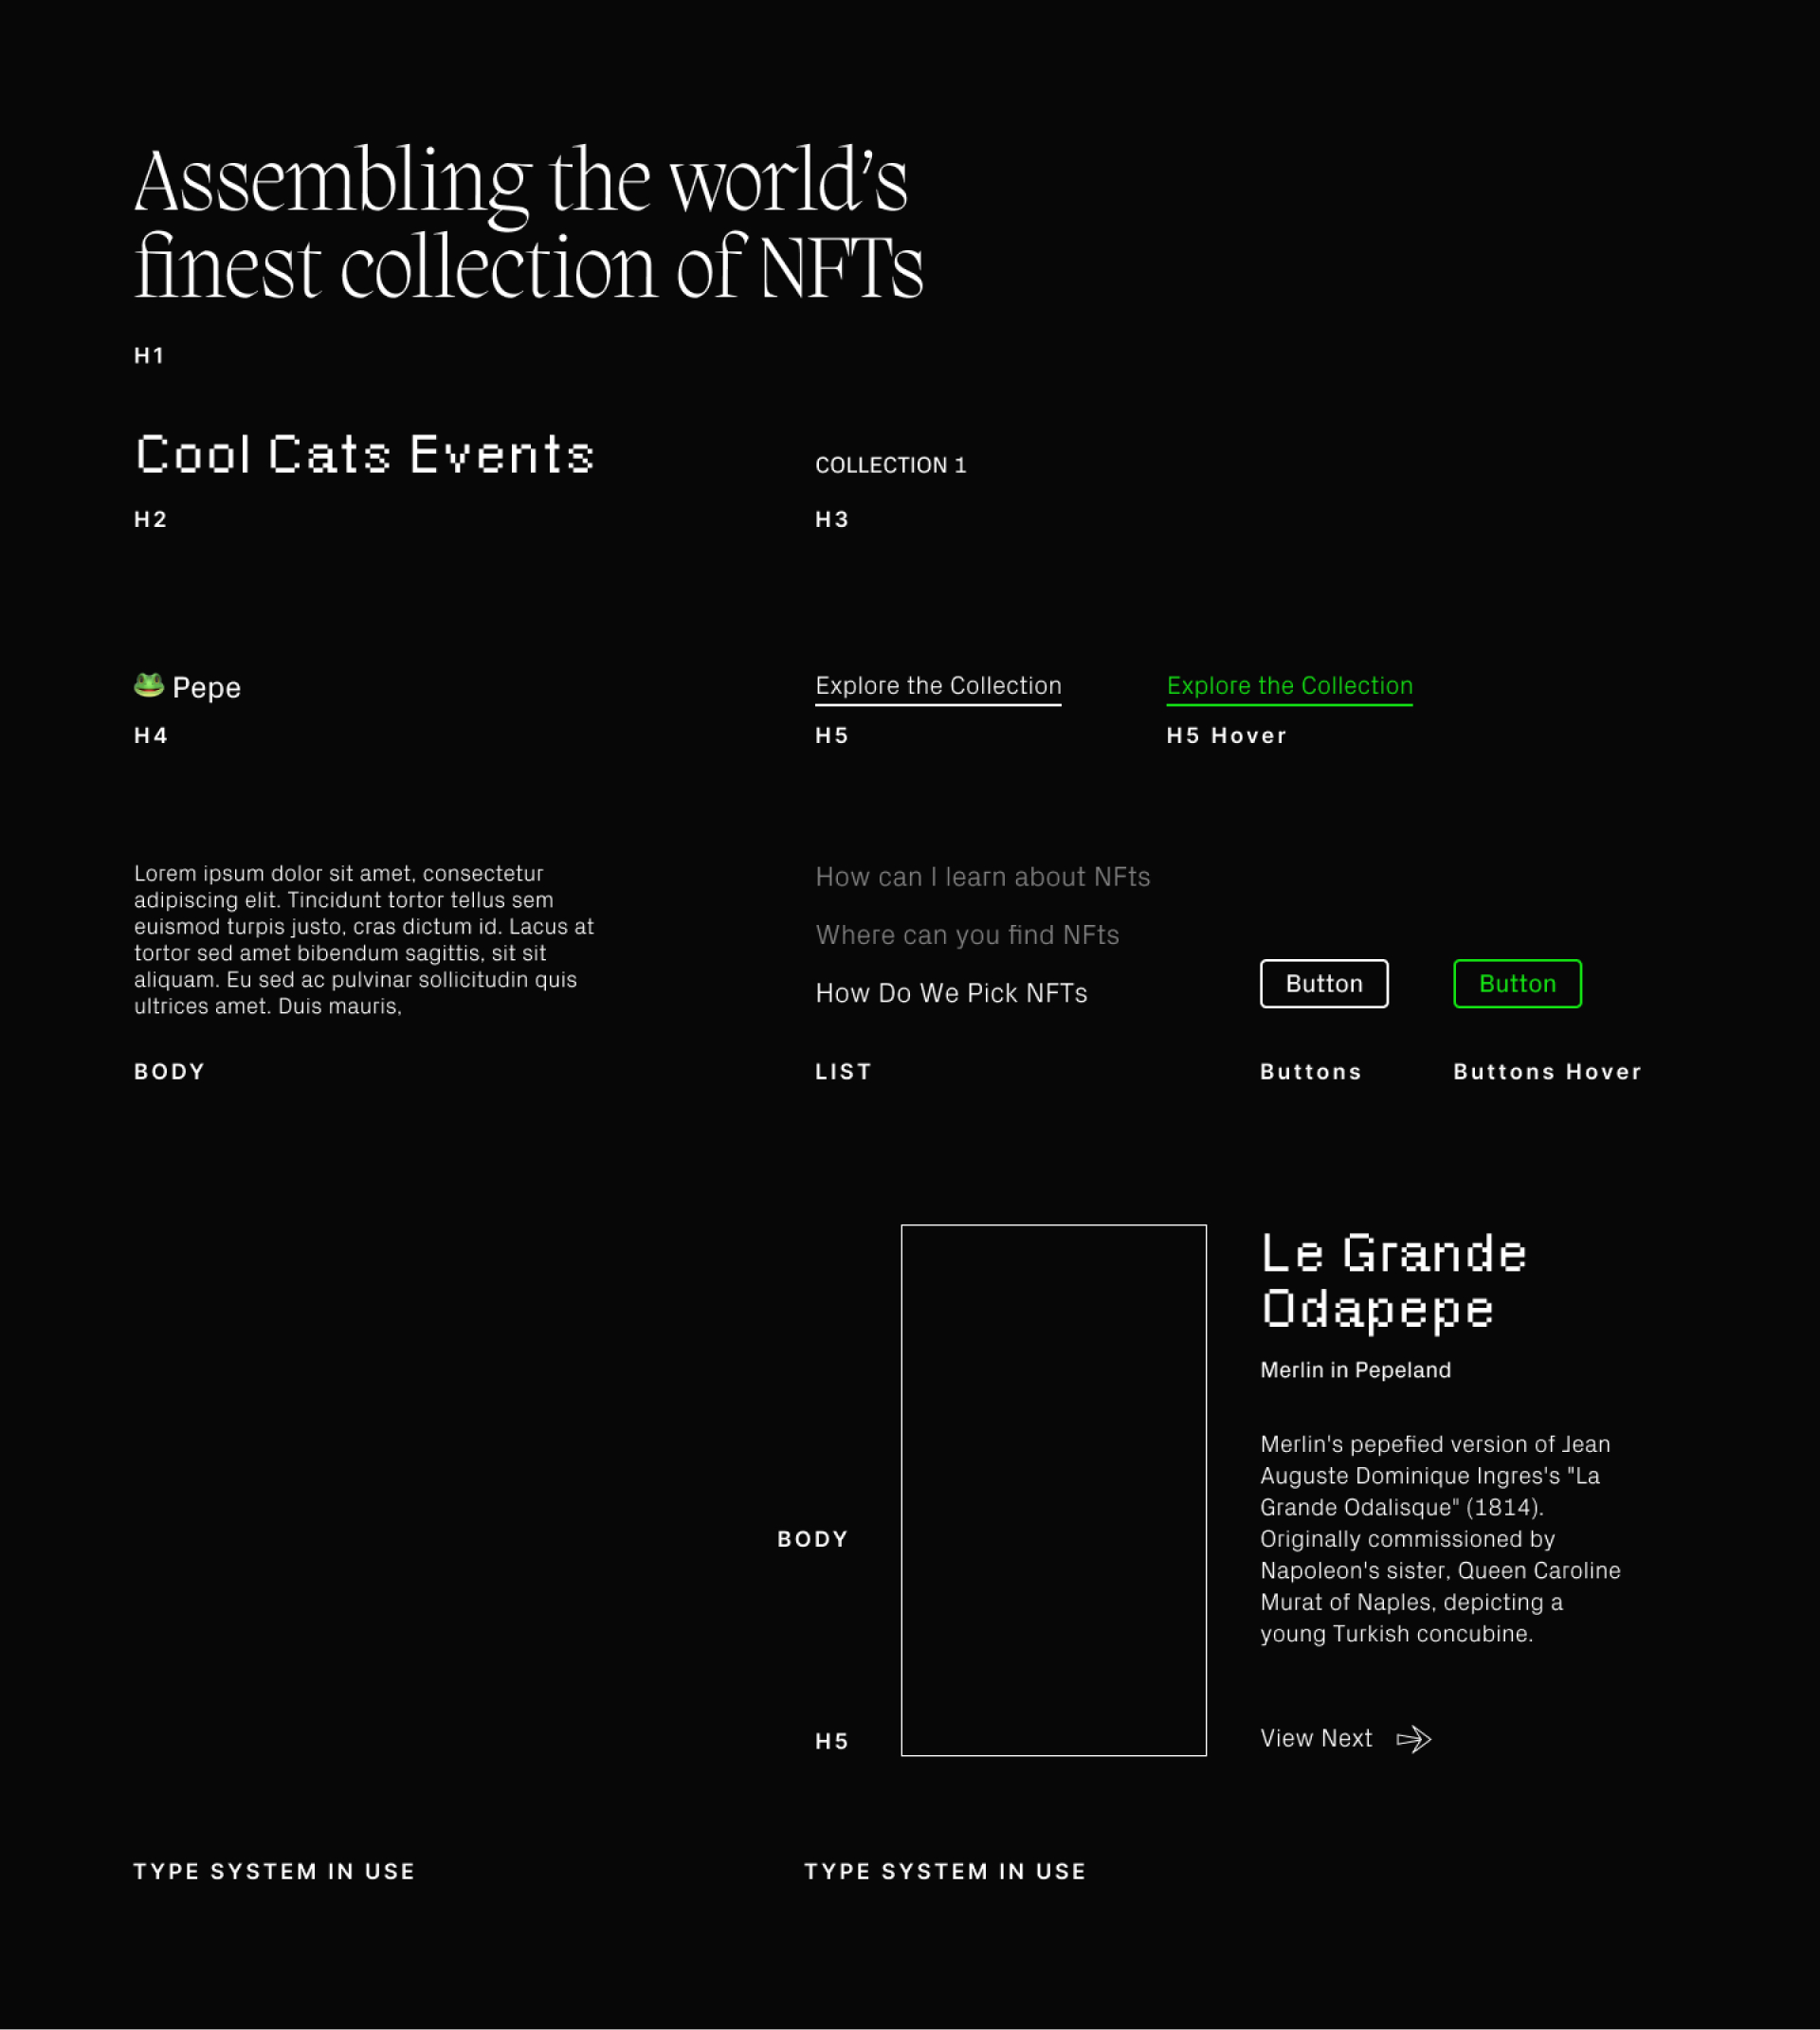 Assembling the world’s
finest collection of NFTs
H1
Cool Cats Events
H2
COLLECTION 1
H3
Pepe
H4
Explore the Collection
H5
Explore the Collection
H5 Hover
Lorem ipsum dolor sit amet, consectetur
adipiscing elit. Tincidunt tortor tellus sem
euismod turpis justo, cras dictum id. Lacus at
tortor sed amet bibendum sagittis, sit sit
aliquam. Eu sed ac pulvinar sollicitudin quis
ultrices amet. Duis mauris,
BODY
How can I learn about NFts
Where can you find NFts
How Do We Pick NFTs
LIST
Button
Buttons
Button
Buttons Hover
Le Grande
Odapepe
Merlin in Pepeland
Merlin's pepefied version of Jean
Auguste Dominique Ingres's "La
Grande Odalisque" (1814).
Originally commissioned by
Napoleon's sister, Queen Caroline
Murat of Naples, depicting a
young Turkish concubine.
BODY
View Next
H5
TYPE SYSTEM IN USE
TYPE SYSTEM IN USE